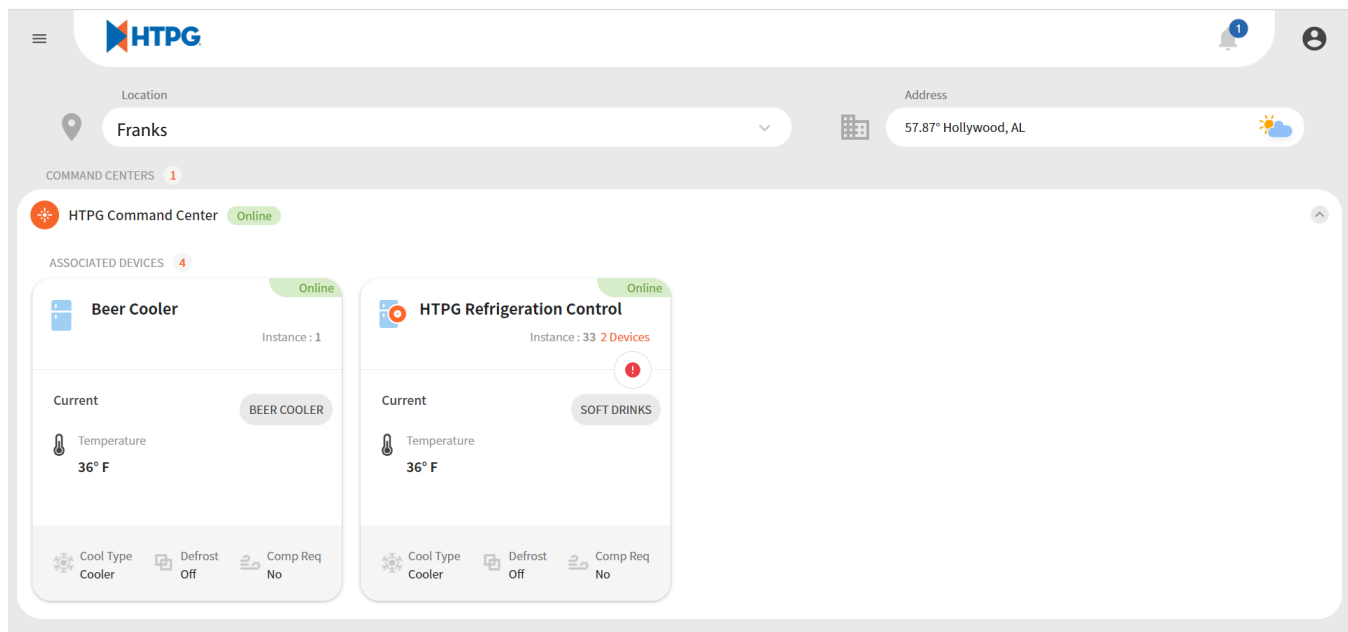 HTPG
1
Location
Address
Franks
57.87° Hollywood, AL
COMMAND CENTERS 1
HTPG Command Center Online
ASSOCIATED DEVICES 4
Online
Beer Cooler
Instance : 1
Current
BEER COOLER
Temperature
36° F
Cool Type Defrost Comp Req
Cooler Off No
Online
HTPG Refrigeration Control
Instance : 33 2 Devices
Current
SOFT DRINKS
Temperature
36° F
Cool Type Defrost Comp Req
Cooler Off No